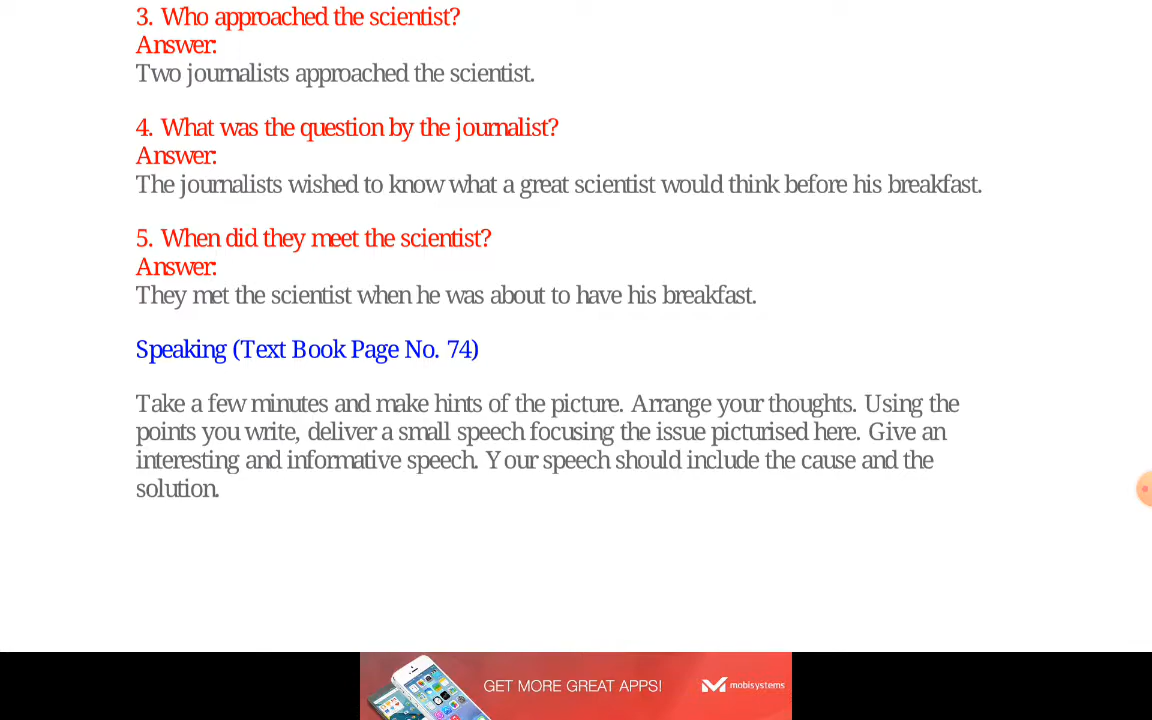 3. Who approached the scientist?
Answer:
Two journalists approached the scientist.
4. What was the question by the journalist?
Answer:
The journalists wished to know what a great scientist would think before his breakfast.
5. When did they meet the scientist?
Answer:
They met the scientist when he was about to have his breakfast.
Speaking (Text Book Page No. 74)
Take a few minutes and make hints of the picture. Arrange your thoughts. Using the
points you write, deliver a small speech focusing the issue picturised here. Give an
interesting and informative speech. Your speech should include the cause and the
solution.
GET MORE GREAT APPS!
mobisystems